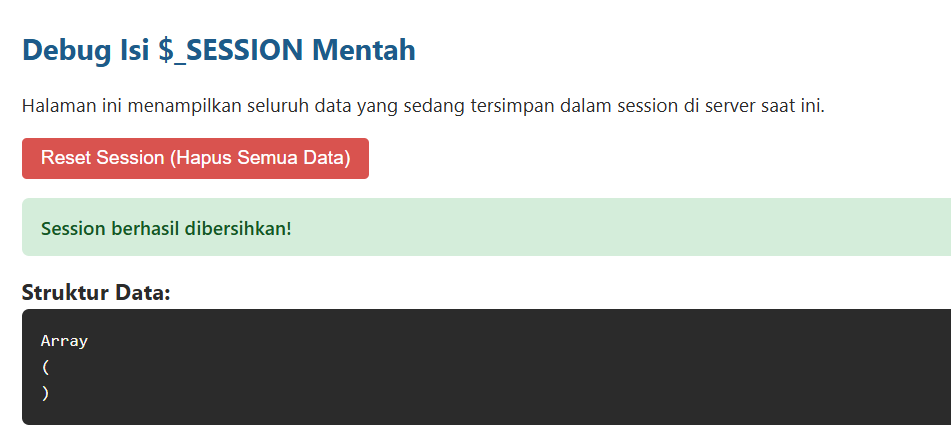 Debug Isi $_SESSION Mentah
Halaman ini menampilkan seluruh data yang sedang tersimpan dalam session di server saat ini.
Reset Session (Hapus Semua Data)
Session berhasil dibersihkan!
Struktur Data:
Array
(
)